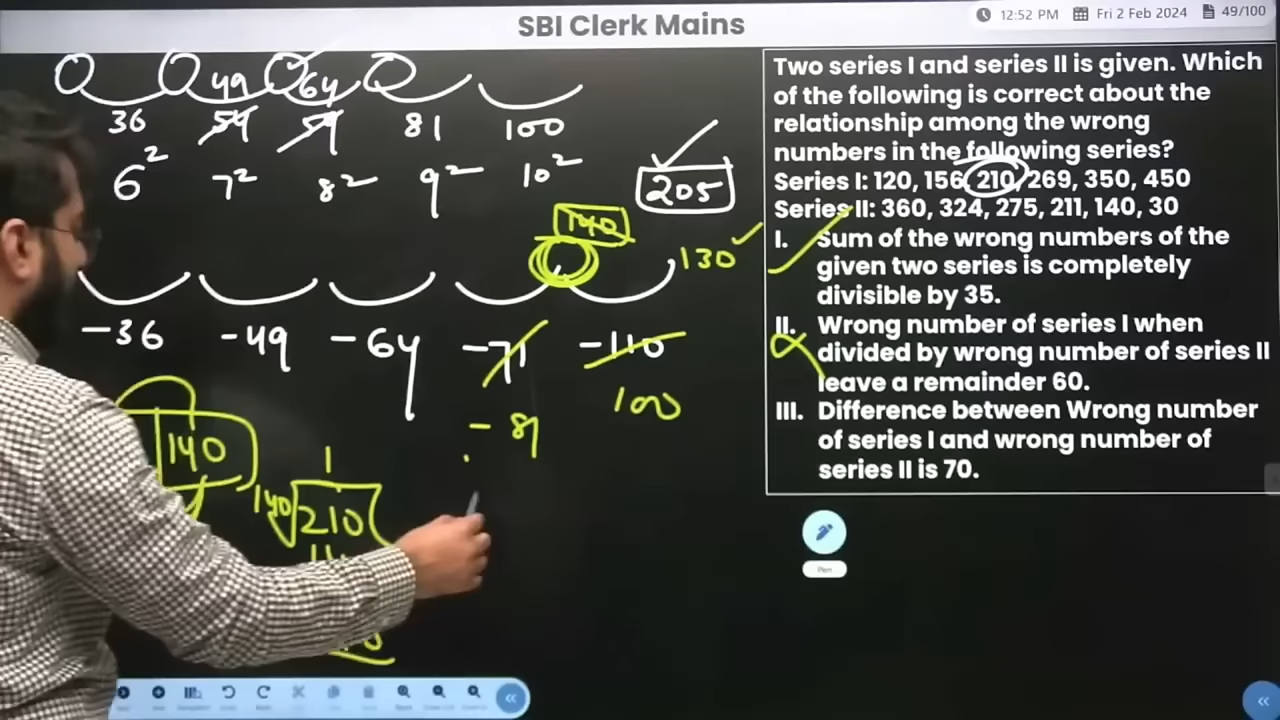 SBI Clerk Mains
12:52 PM Fri 2 Feb 2024 49/100
49 64
36 54 54 81 100
6² 7² 8² 9² 10²
205
140
130
-36 -49 -64 -71 -110
100
- 81
140
1
140 210
Two series I and series II is given. Which
of the following is correct about the
relationship among the wrong
numbers in the following series?
Series I: 120, 156, 210, 269, 350, 450
Series II: 360, 324, 275, 211, 140, 30
I. Sum of the wrong numbers of the
given two series is completely
divisible by 35.
II. Wrong number of series I when
divided by wrong number of series II
leave a remainder 60.
III. Difference between Wrong number
of series I and wrong number of
series II is 70.
Pen